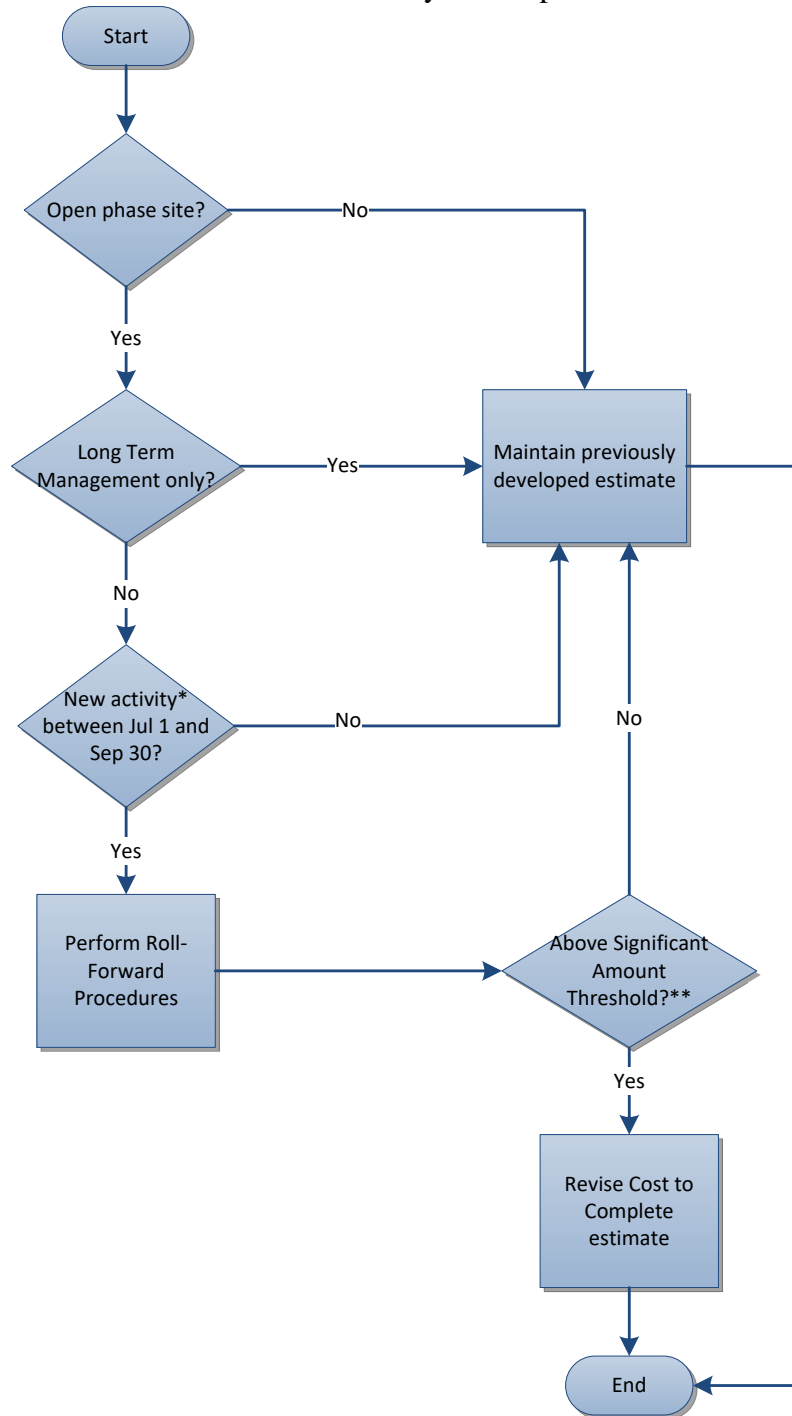 Start
Open phase site?
No
Yes
Long Term
Management only?
Yes
Maintain previously
developed estimate
No
New activity*
between Jul 1 and
Sep 30?
No
No
Yes
Perform Roll-
Forward
Procedures
Above Significant
Amount
Threshold?**
Yes
Revise Cost to
Complete
estimate
End